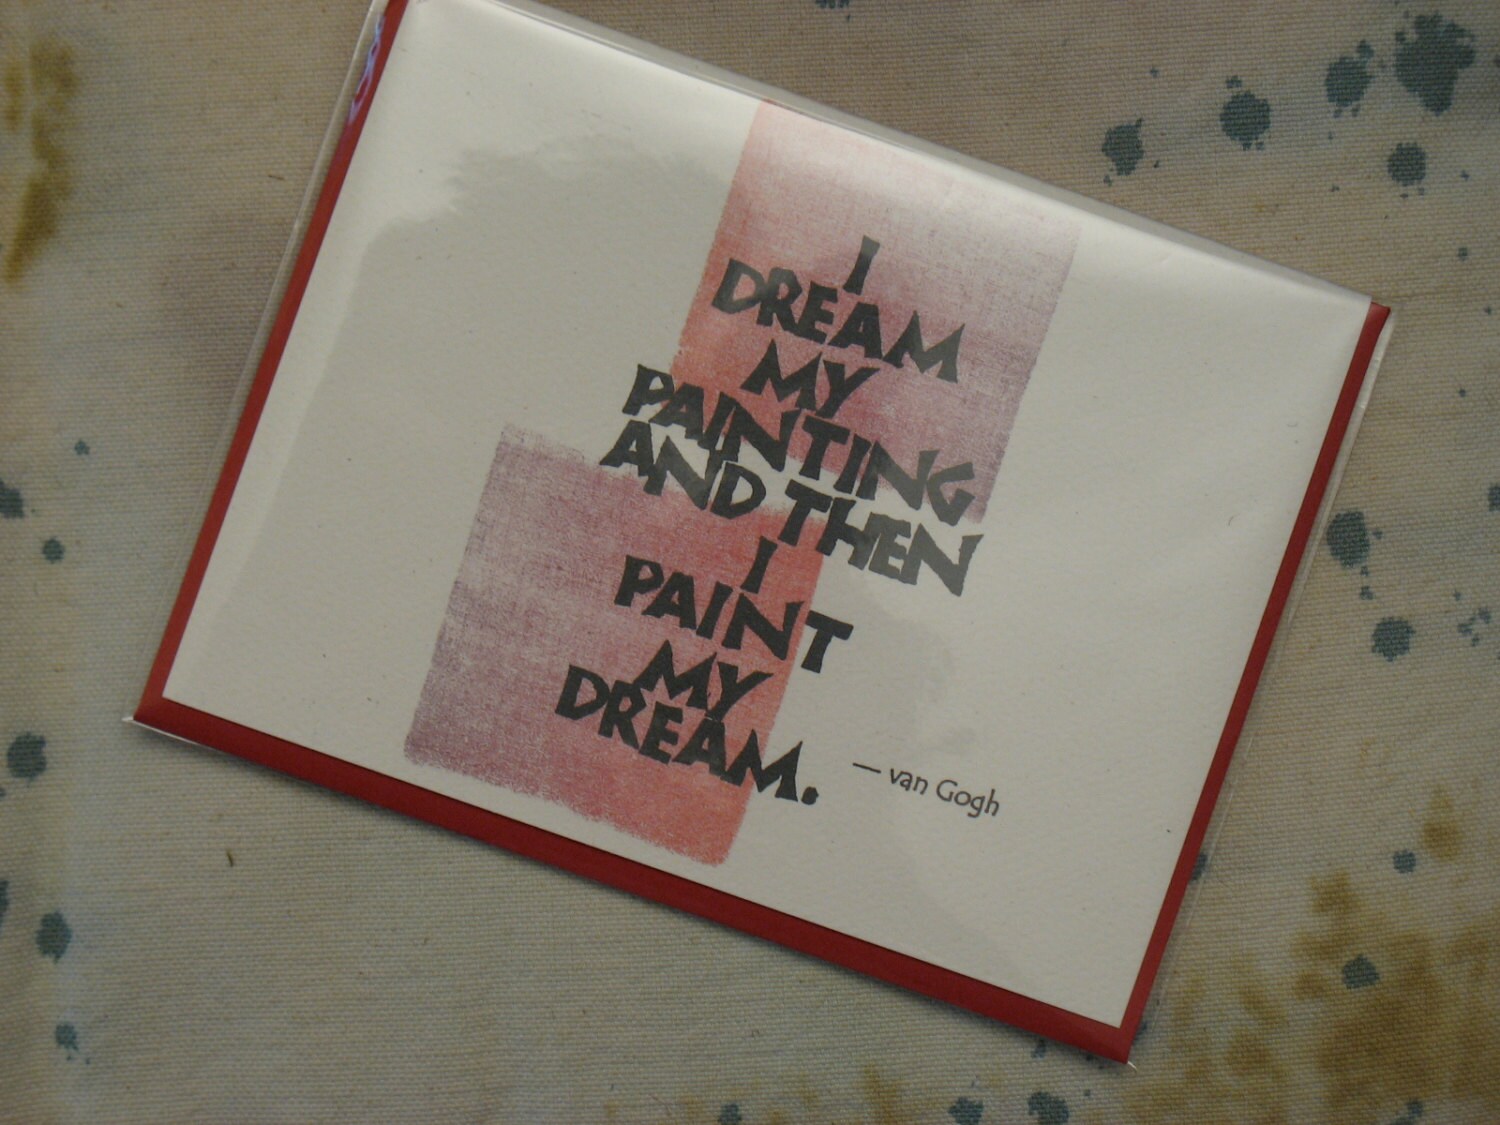 I
DREAM
MY
PAINTING
AND THEN
I
PAINT
MY
DREAM.
— van Gogh